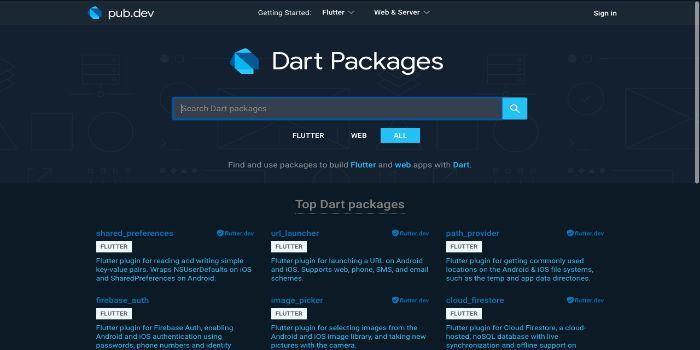 pub.dev
Getting Started: Flutter Web & Server
Sign in
Dart Packages
Search Dart packages
FLUTTER WEB ALL
Find and use packages to build Flutter and web apps with Dart.
Top Dart packages
shared_preferences flutter.dev
FLUTTER
Flutter plugin for reading and writing simple
key-value pairs. Wraps NSUserDefaults on iOS
and SharedPreferences on Android.
url_launcher flutter.dev
FLUTTER
Flutter plugin for launching a URL on Android
and iOS. Supports web, phone, SMS, and email
schemes.
path_provider flutter.dev
FLUTTER
Flutter plugin for getting commonly used
locations on the Android & iOS file systems,
such as the temp and app data directories.
firebase_auth
FLUTTER
Flutter plugin for Firebase Auth, enabling
Android and iOS authentication using
passwords, phone numbers and identity
image_picker flutter.dev
FLUTTER
Flutter plugin for selecting images from the
Android and iOS image library, and taking new
pictures with the camera.
cloud_firestore flutter.dev
FLUTTER
Flutter plugin for Cloud Firestore, a cloud-
hosted, noSQL database with live
synchronization and offline support on